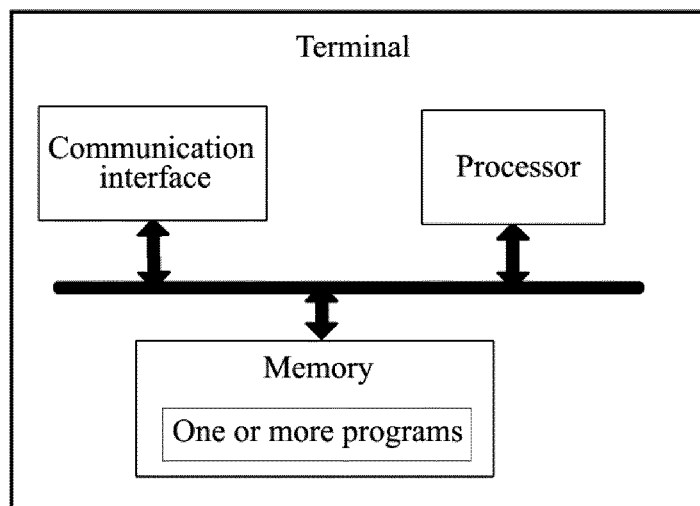 Terminal
Communication
interface
Processor
Memory
One or more programs